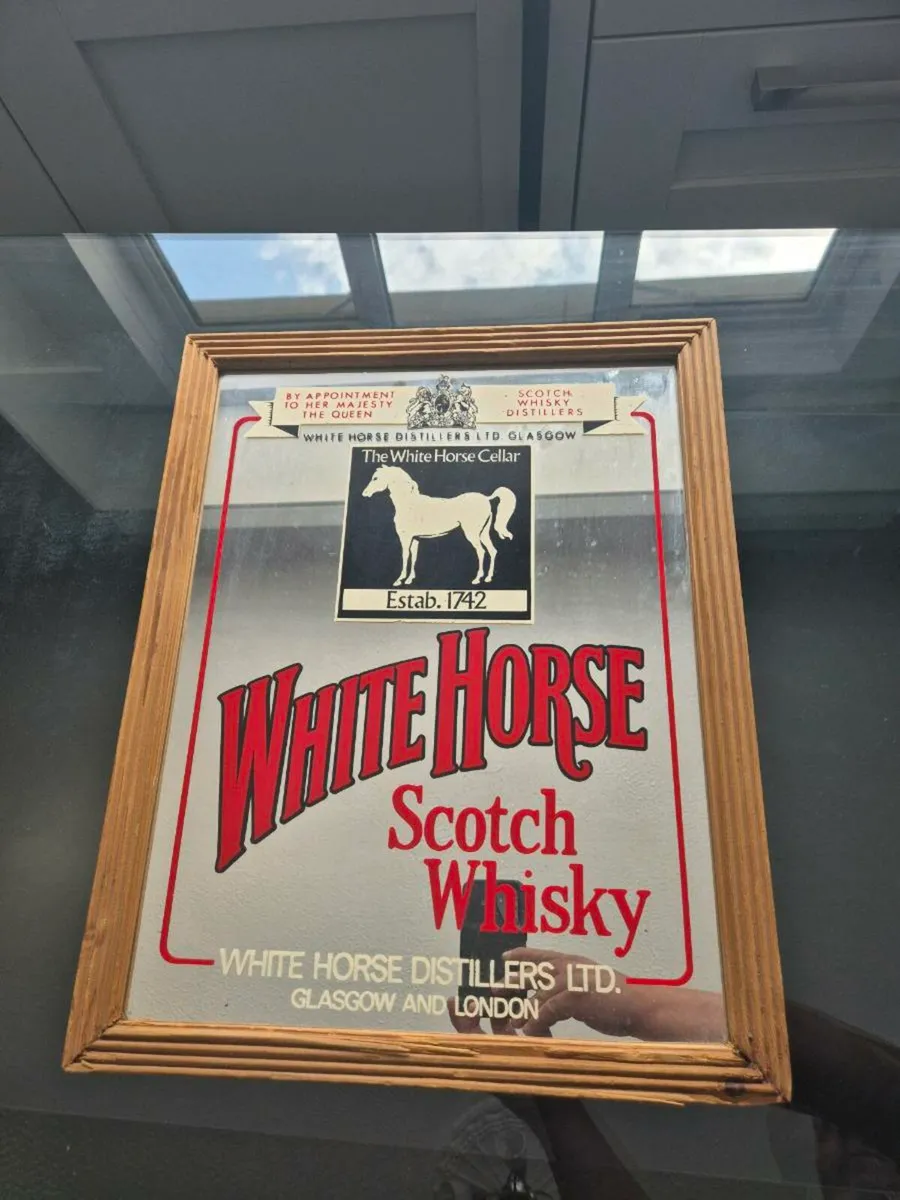 BY APPOINTMENT
TO HER MAJESTY
THE QUEEN
SCOTCH
WHISKY
DISTILLERS
WHITE HORSE DISTILLERS LTD. GLASGOW
The White Horse Cellar
Estab. 1742
WHITE HORSE
Scotch
Whisky
WHITE HORSE DISTILLERS LTD.
GLASGOW AND LONDON